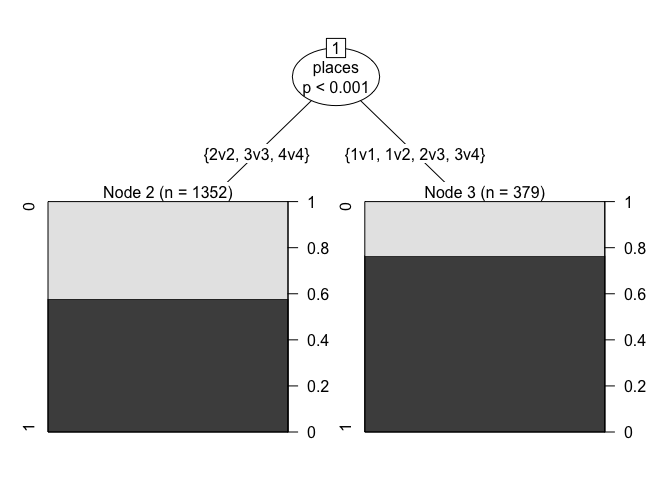 1
places
p < 0.001
{2v2, 3v3, 4v4}
{1v1, 1v2, 2v3, 3v4}
Node 2 (n = 1352)
0
1
1
0.8
0.6
0.4
0.2
0
Node 3 (n = 379)
0
1
1
0.8
0.6
0.4
0.2
0